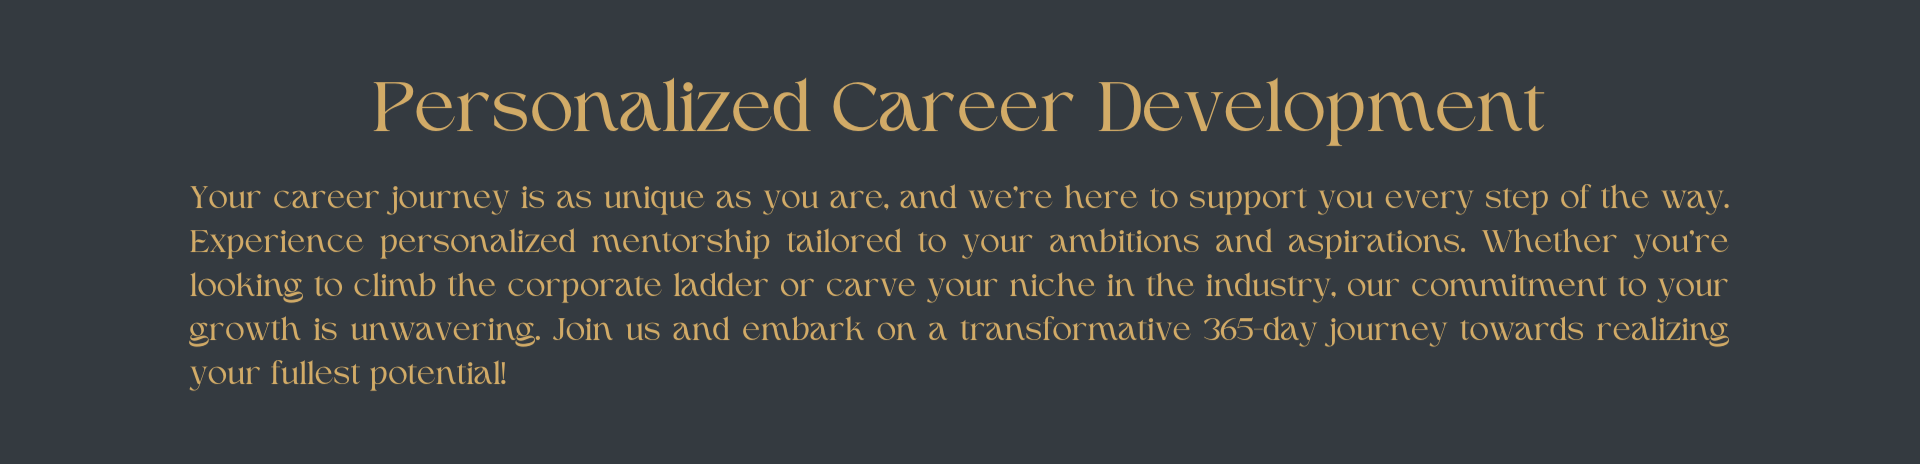 Personalized Career Development
Your career journey is as unique as you are, and we're here to support you every step of the way.
Experience personalized mentorship tailored to your ambitions and aspirations. Whether you're
looking to climb the corporate ladder or carve your niche in the industry, our commitment to your
growth is unwavering. Join us and embark on a transformative 365-day journey towards realizing
your fullest potential!